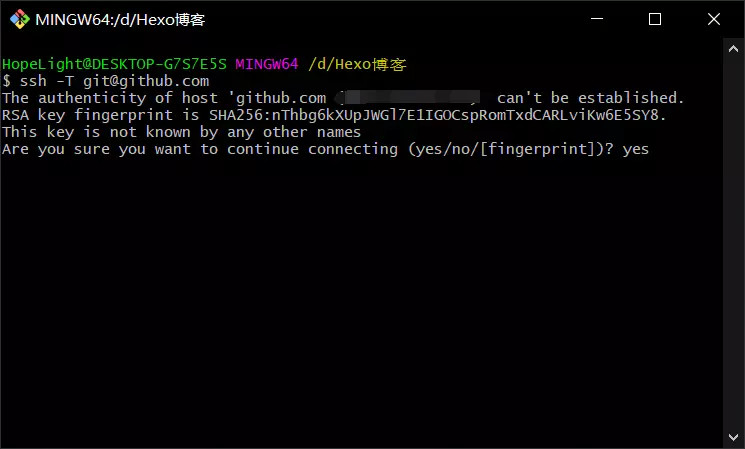 MINGW64:/d/Hexo博客
HopeLight@DESKTOP-G7S7E5S MINGW64 /d/Hexo博客
$ ssh -T git@github.com
The authenticity of host 'github.com can't be established.
RSA key fingerprint is SHA256:nThbg6kXUpJWGl7E1IGOCspRomTxdCARLviKw6E5SY8.
This key is not known by any other names
Are you sure you want to continue connecting (yes/no/[fingerprint])? yes